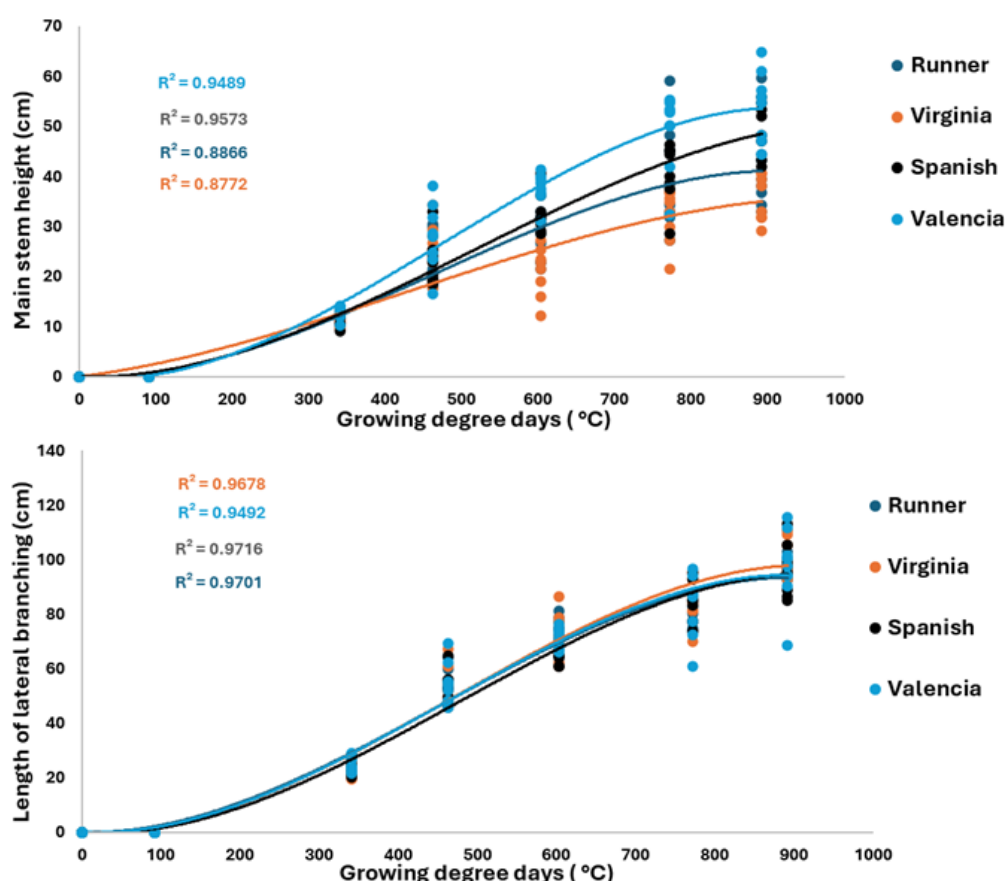 70
60
50
40
30
20
10
0
Main stem height (cm)
R² = 0.9489
R² = 0.9573
R² = 0.8866
R² = 0.8772
Runner
Virginia
Spanish
Valencia
0 100 200 300 400 500 600 700 800 900 1000
Growing degree days ( °C)
140
120
100
80
60
40
20
0
Length of lateral branching (cm)
R² = 0.9678
R² = 0.9492
R² = 0.9716
R² = 0.9701
Runner
Virginia
Spanish
Valencia
0 100 200 300 400 500 600 700 800 900 1000
Growing degree days ( °C)